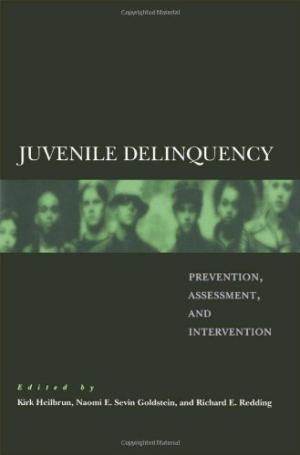 JUVENILE DELINQUENCY
PREVENTION,
ASSESSMENT,
AND
INTERVENTION
Edited by
Kirk Heilbrun, Naomi E. Sevin Goldstein, and Richard E. Redding